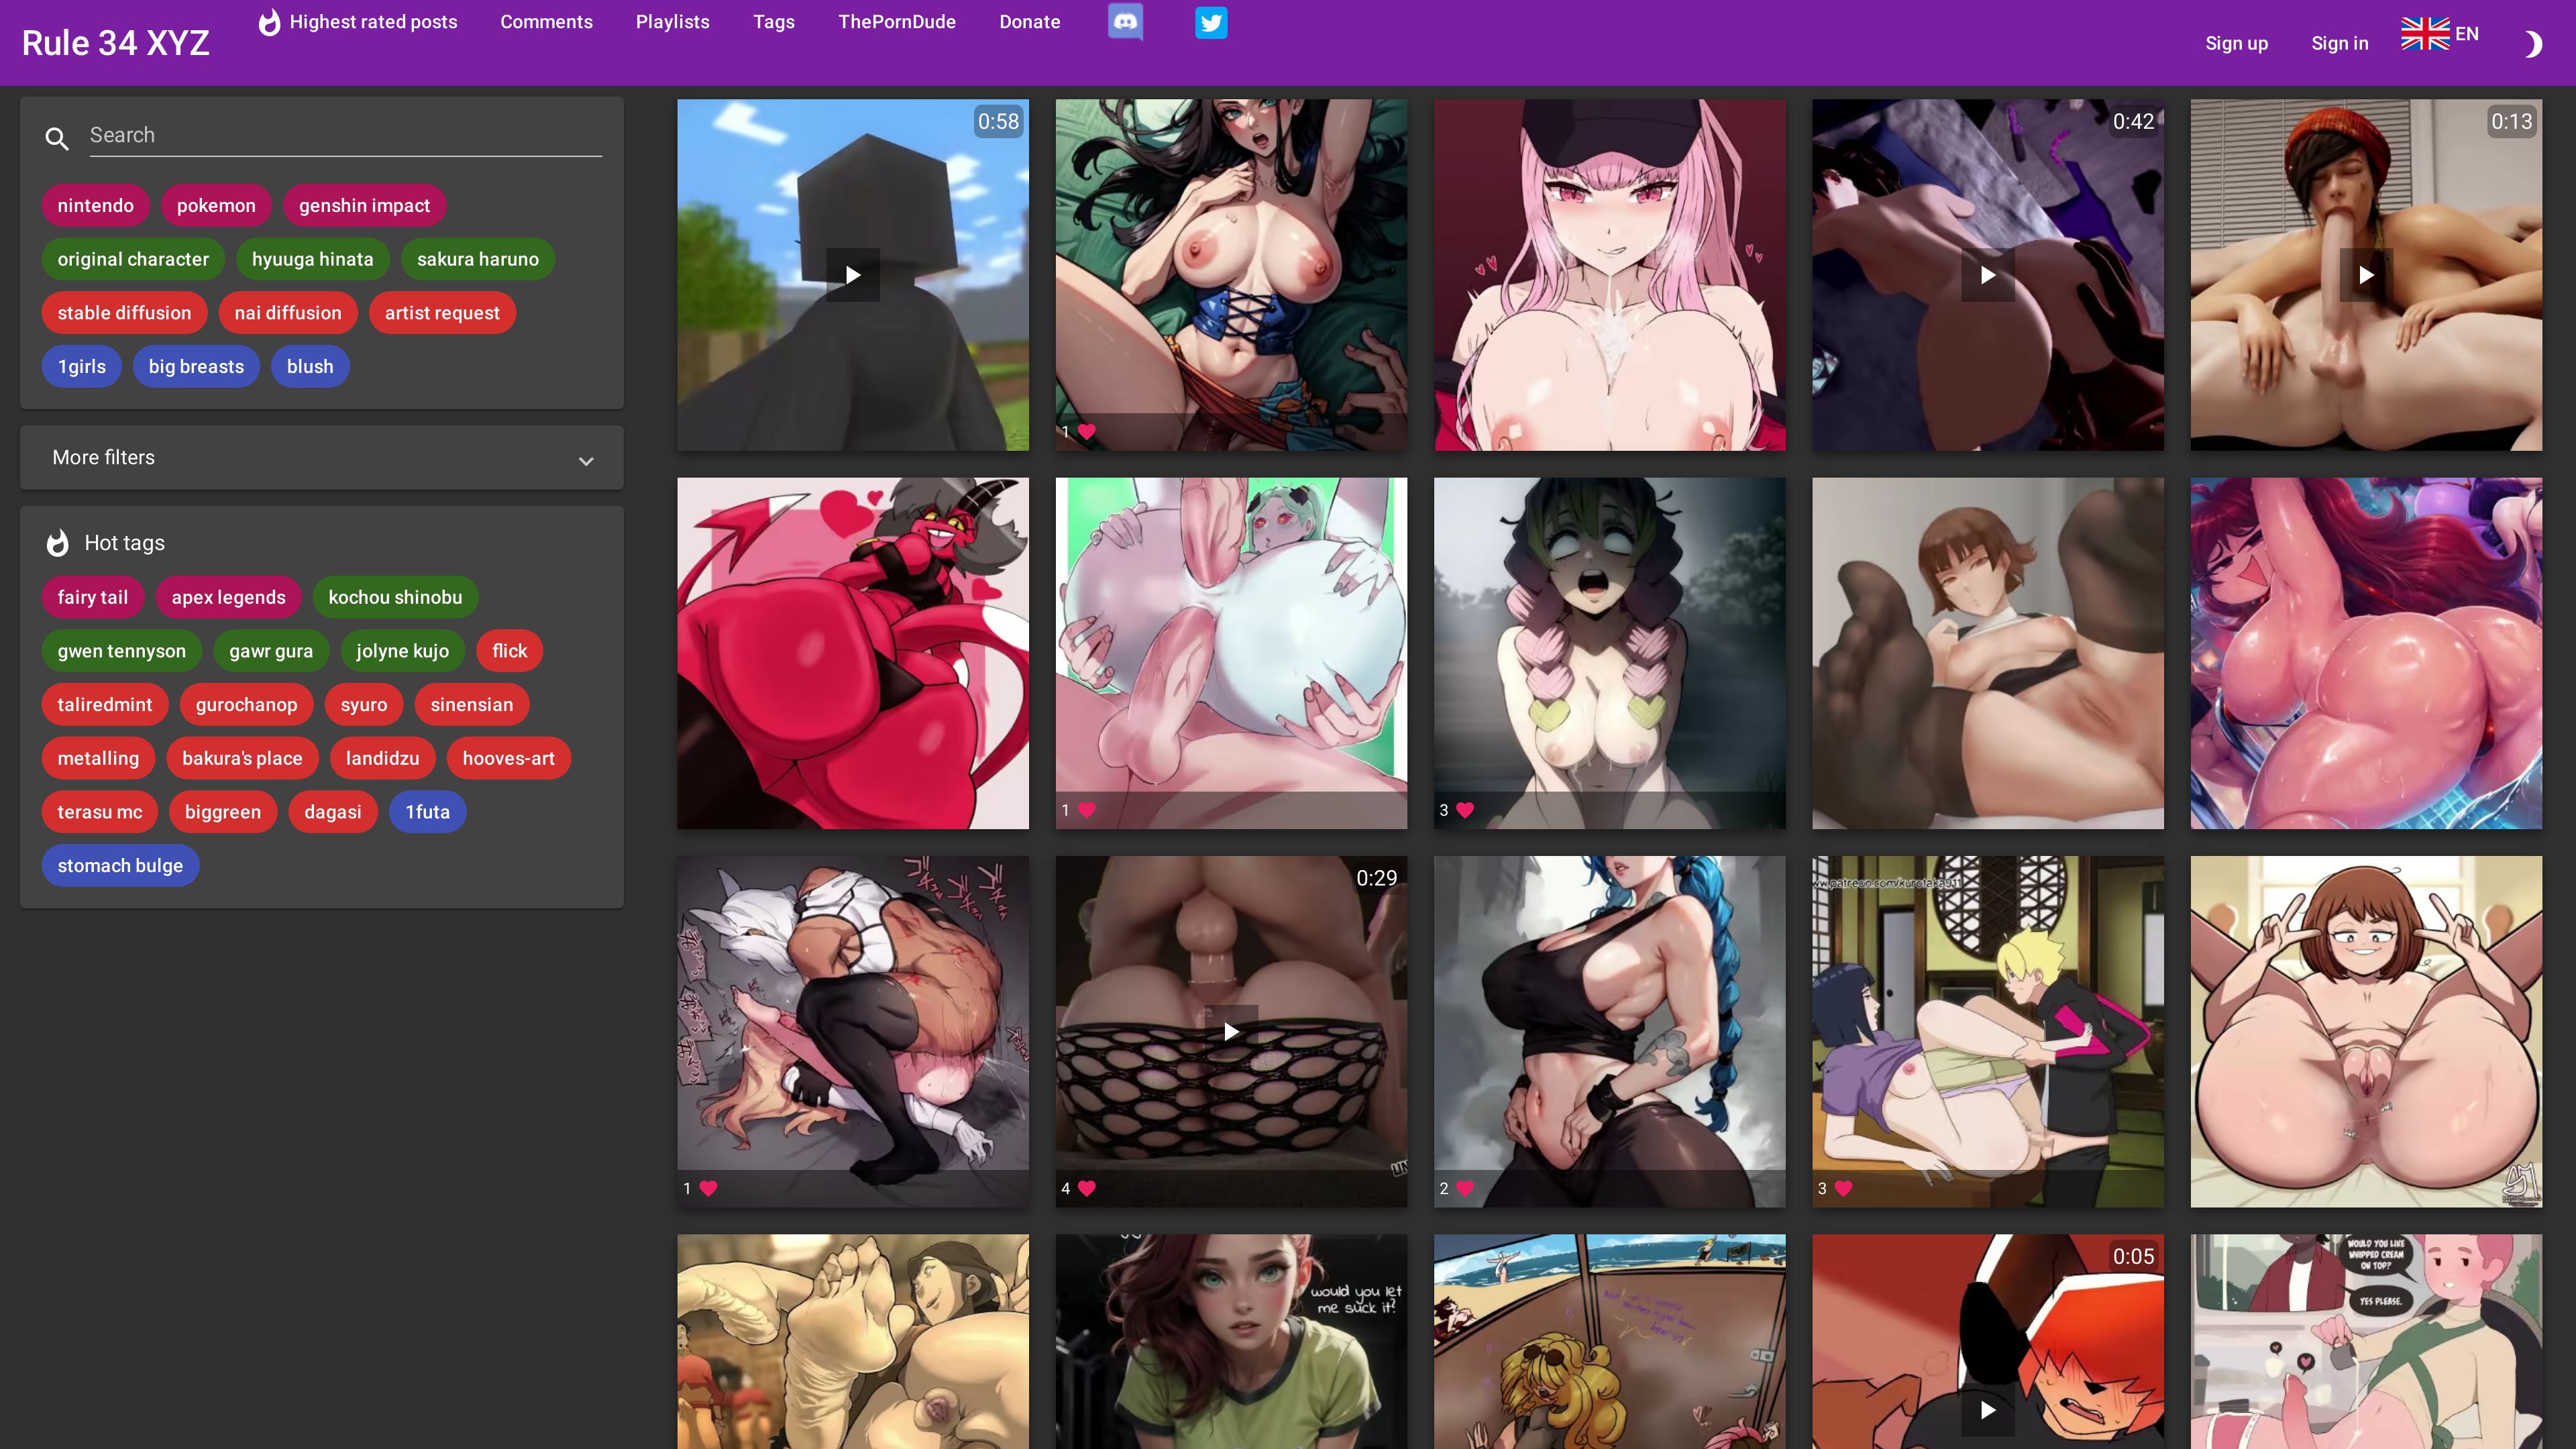 Rule 34 XYZ
Highest rated posts Comments Playlists Tags ThePornDude Donate
Sign up Sign in EN
Search
nintendo pokemon genshin impact
original character hyuuga hinata sakura haruno
stable diffusion nai diffusion artist request
1girls big breasts blush
More filters
Hot tags
fairy tail apex legends kochou shinobu
gwen tennyson gawr gura jolyne kujo flick
taliredmint gurochanop syuro sinensian
metalling bakura's place landidzu hooves-art
terasu mc biggreen dagasi 1futa
stomach bulge
0:58
1
0:42
0:13
1
3
1
0:29
4
2
www.patreon.com/kurotaka911
3
would you let
me suck it?
0:05
WOULD YOU LIKE
WHIPPED CREAM
ON TOP?
YES PLEASE.